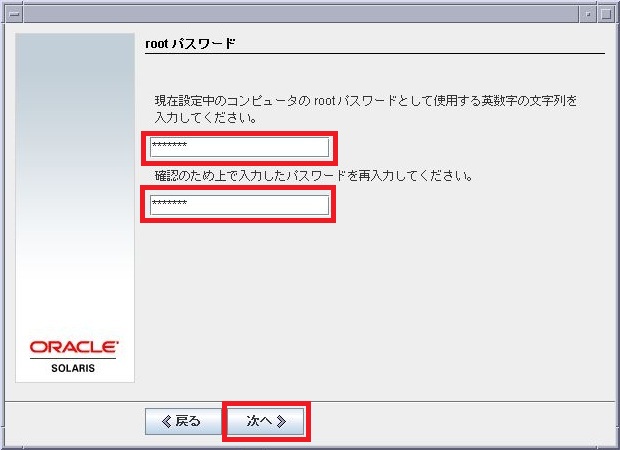 root パスワード
現在設定中のコンピュータの root パスワードとして使用する英数字の文字列を
入力してください。
*******
確認のため上で入力したパスワードを再入力してください。
*******
ORACLE
SOLARIS
戻る
次へ